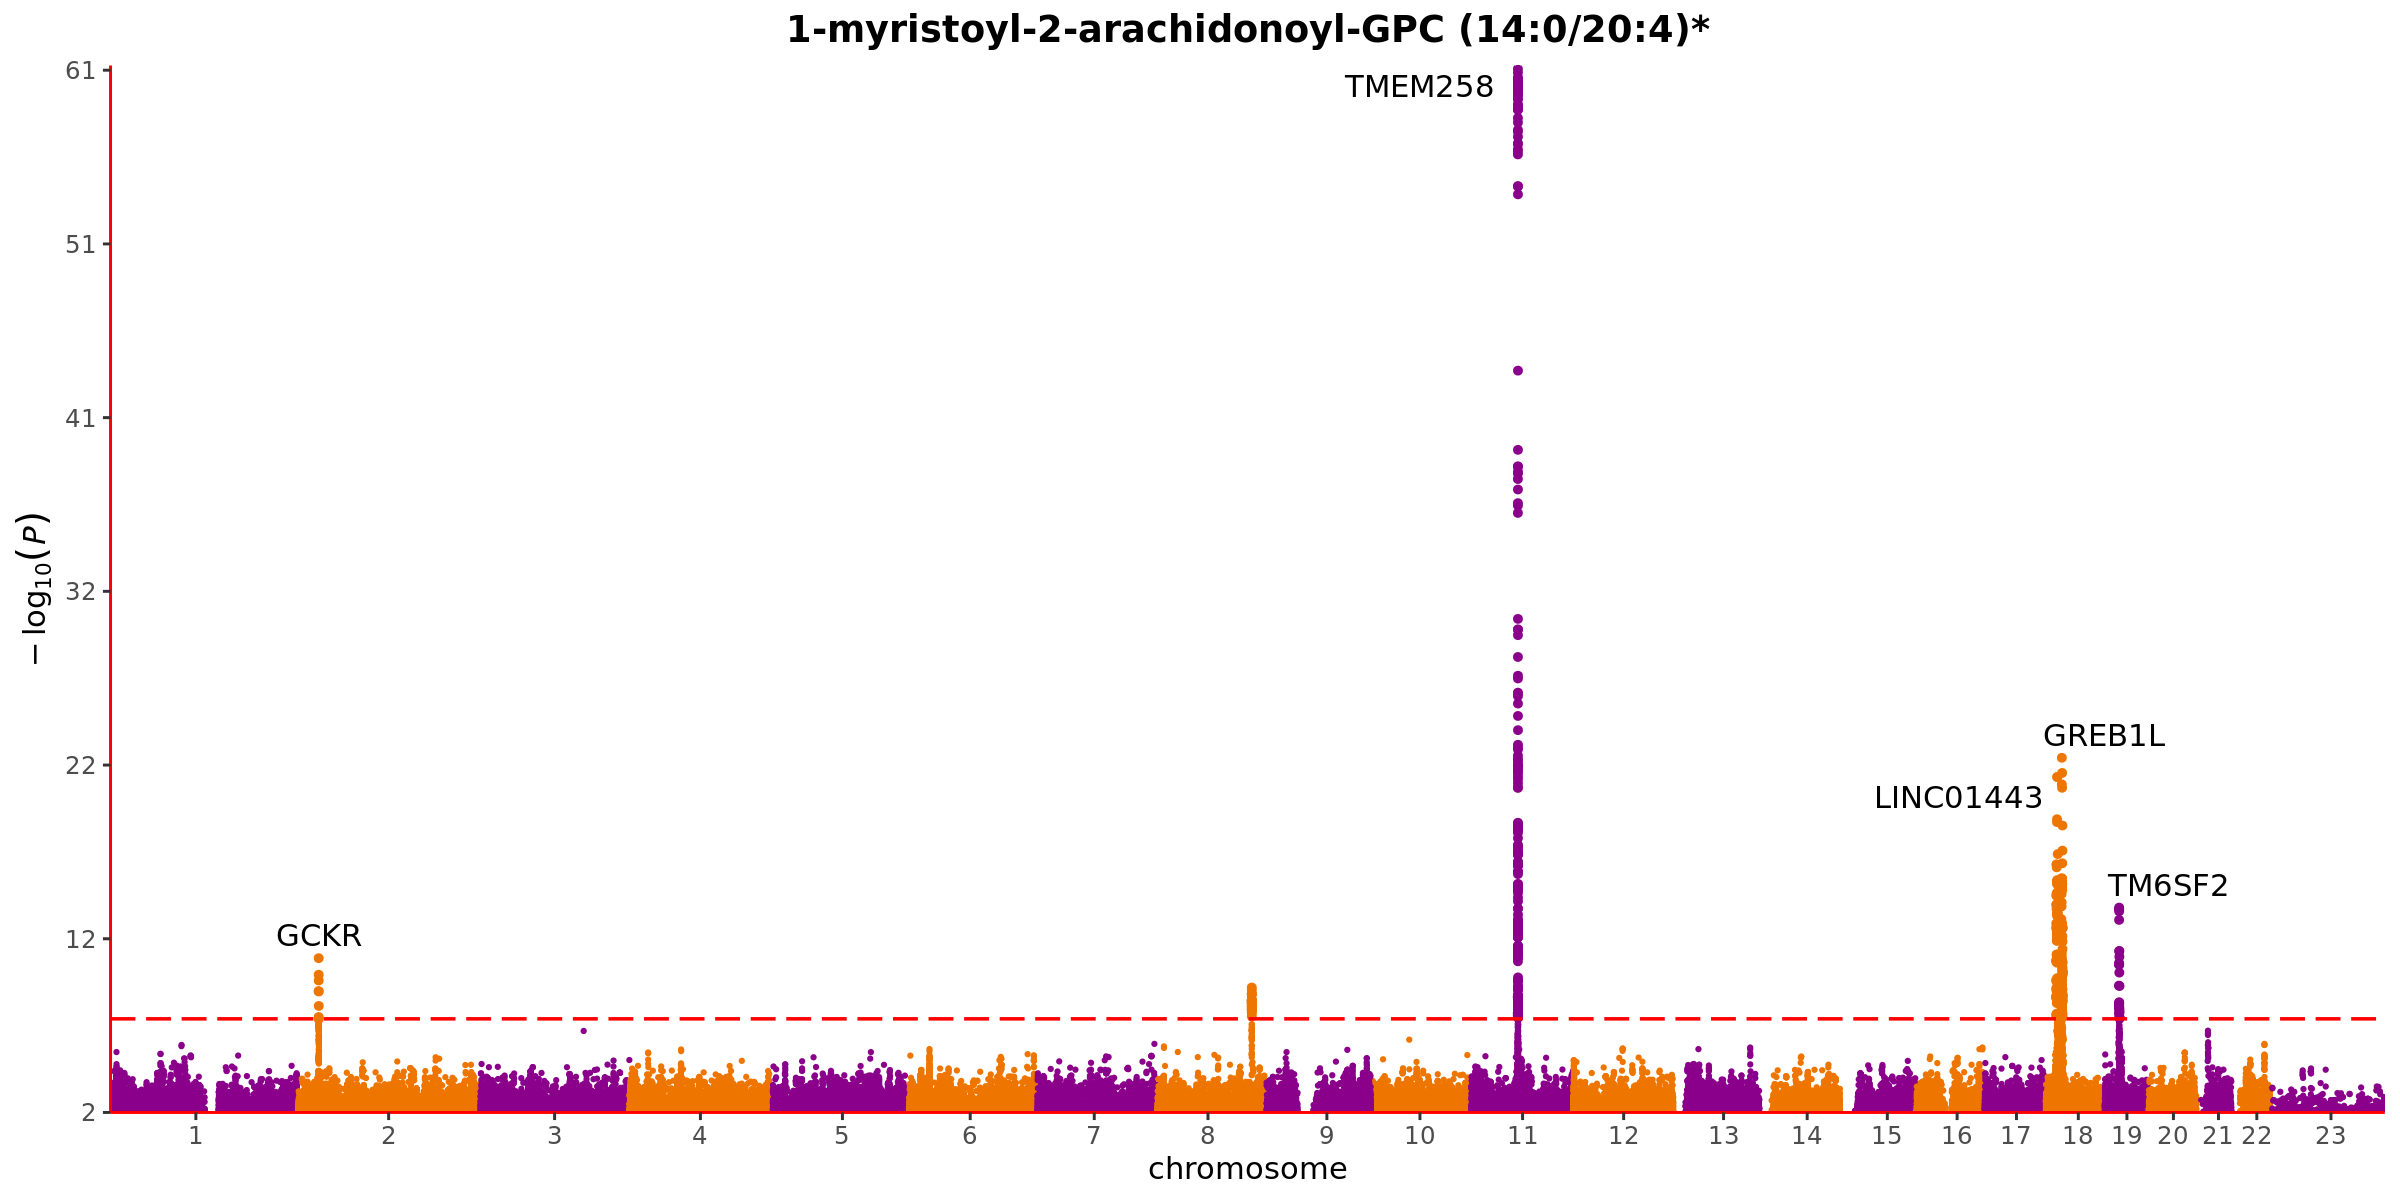 1-myristoyl-2-arachidonoyl-GPC (14:0/20:4)*
61
51
41
32
22
12
2
− log10(P)
TMEM258
GREB1L
LINC01443
TM6SF2
GCKR
1 2 3 4 5 6 7 8 9 10 11 12 13 14 15 16 17 18 19 20 21 22 23
chromosome